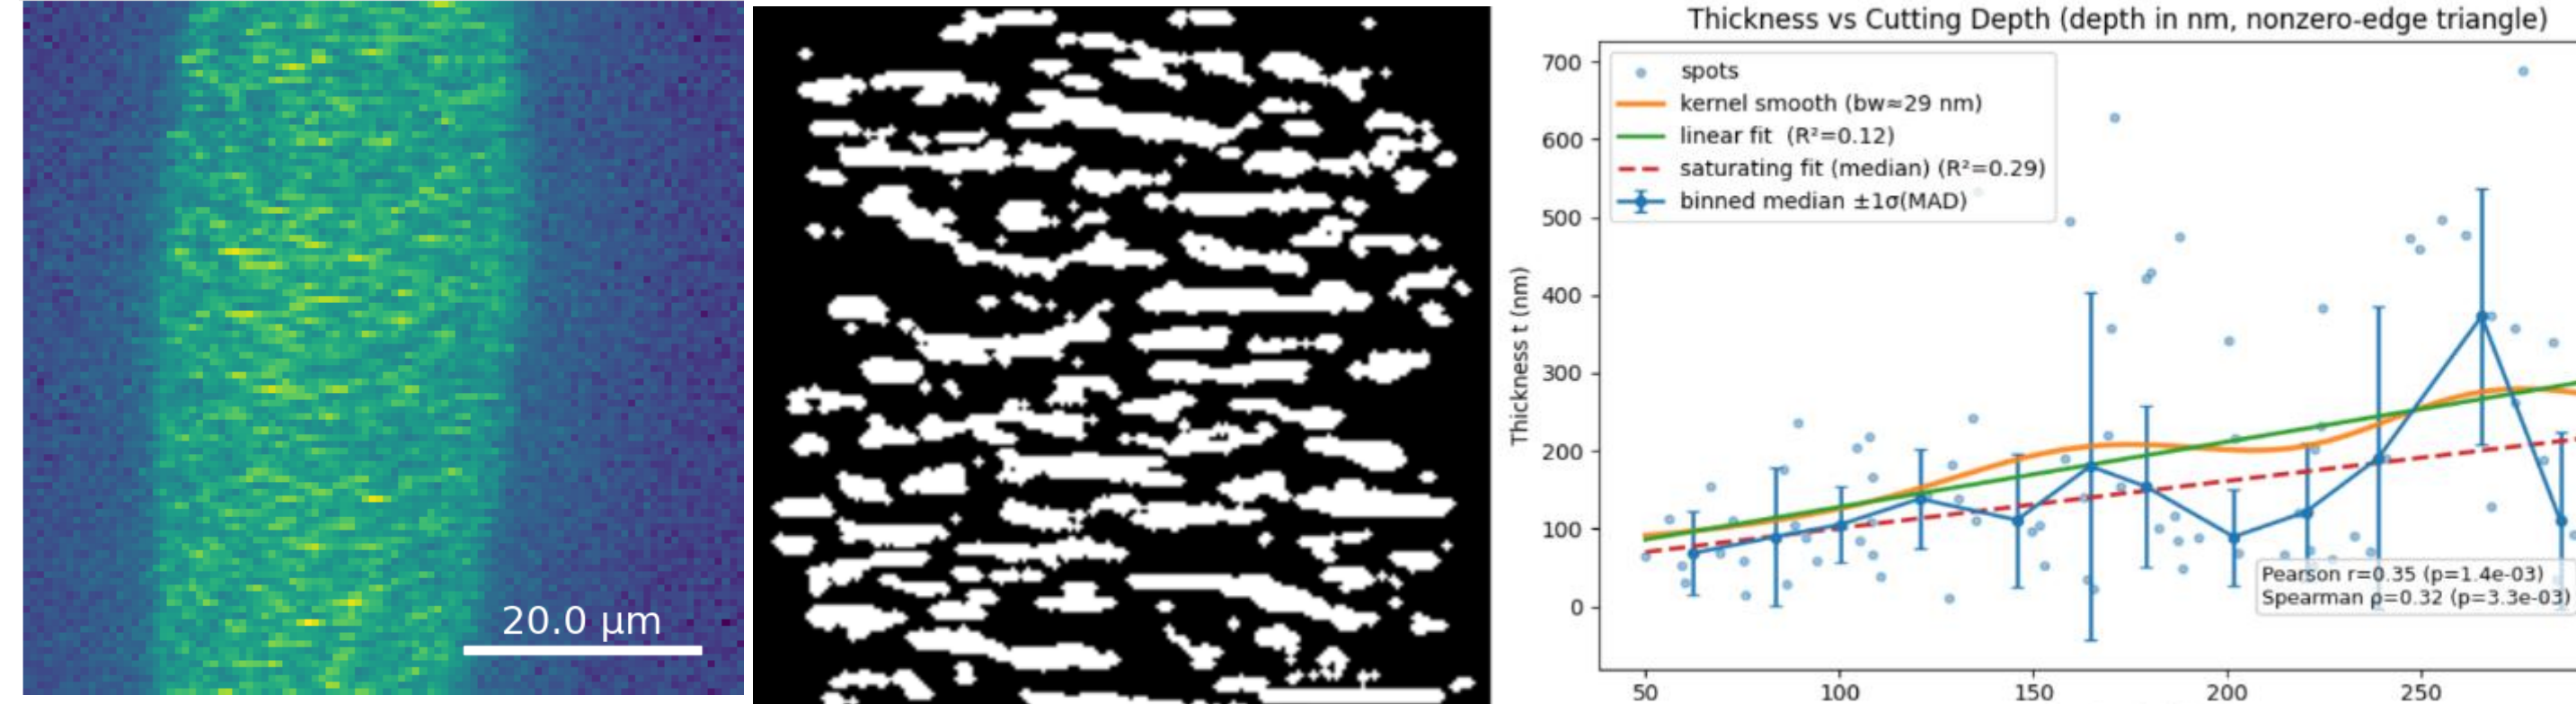 20.0 μm
Thickness vs Cutting Depth (depth in nm, nonzero-edge triangle)
700
600
500
400
300
200
100
0
Thickness t (nm)
spots
kernel smooth (bw≈29 nm)
linear fit (R²=0.12)
saturating fit (median) (R²=0.29)
binned median ±1σ(MAD)
Pearson r=0.35 (p=1.4e-03)
Spearman ρ=0.32 (p=3.3e-03)
50
100
150
200
250